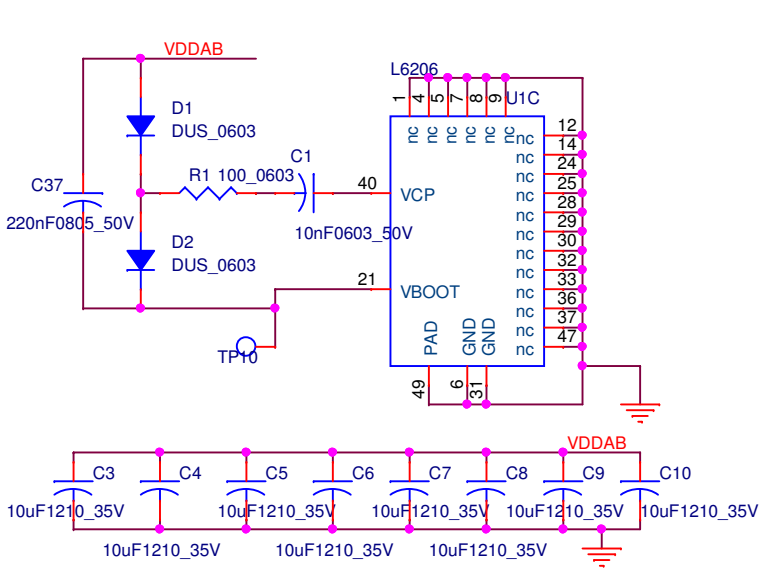 VDDAB
L6206
U1C
1 4 5 7 8 9
nc nc nc nc nc nc
D1
DUS_0603
C1
R1 100_0603
C37
220nF0805_50V
40
VCP
10nF0603_50V
D2
DUS_0603
21
VBOOT
TP10
12
nc
14
nc
24
nc
25
nc
28
nc
29
nc
30
nc
32
nc
33
nc
36
nc
37
nc
47
nc
PAD GND GND
49 6 31
VDDAB
C3 C4 C5 C6 C7 C8 C9 C10
10uF1210_35V 10uF1210_35V 10uF1210_35V 10uF1210_35V 10uF1210_35V
10uF1210_35V 10uF1210_35V 10uF1210_35V